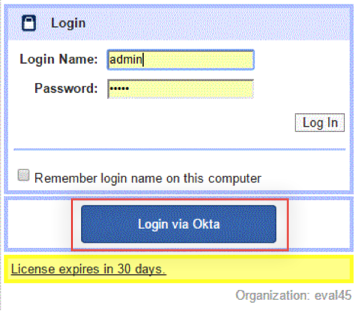 Login
Login Name: admin
Password: •••••
Log In
Remember login name on this computer
Login via Okta
License expires in 30 days.
Organization: eval45